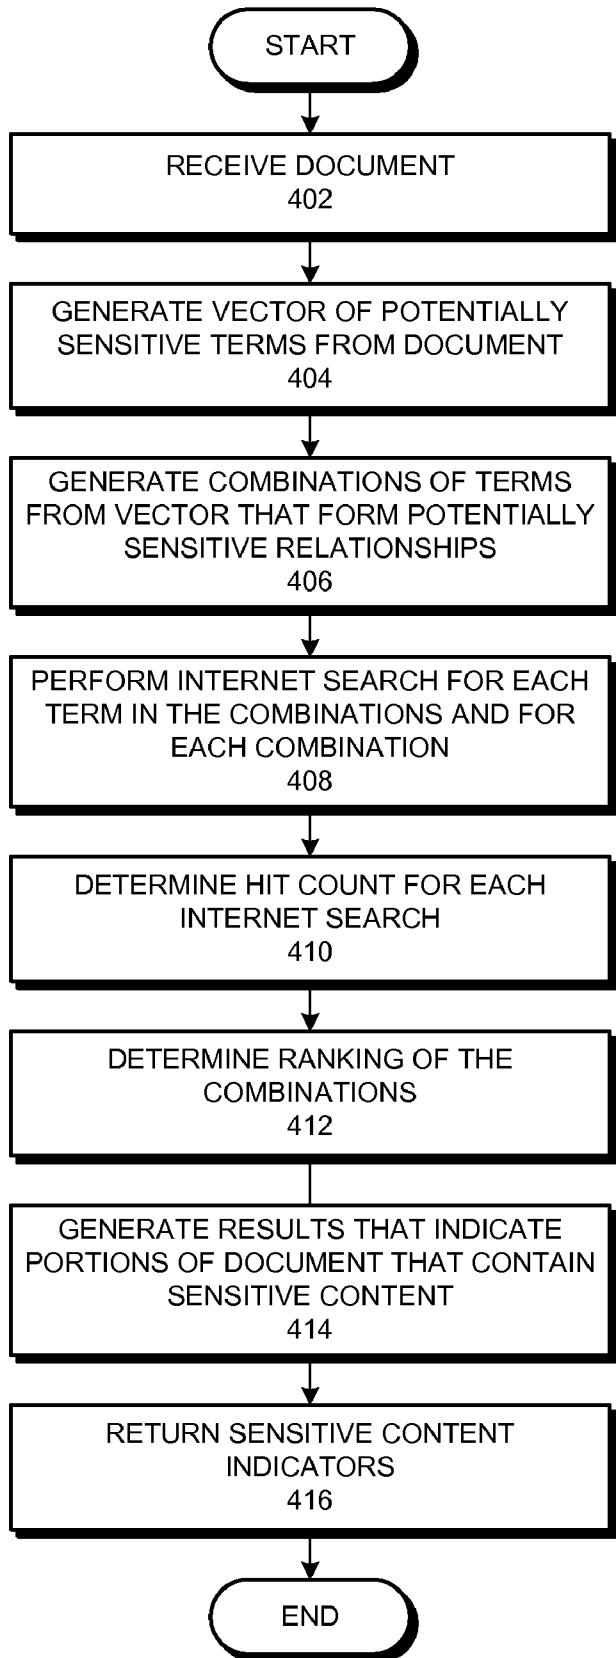 START
RECEIVE DOCUMENT
402
GENERATE VECTOR OF POTENTIALLY
SENSITIVE TERMS FROM DOCUMENT
404
GENERATE COMBINATIONS OF TERMS
FROM VECTOR THAT FORM POTENTIALLY
SENSITIVE RELATIONSHIPS
406
PERFORM INTERNET SEARCH FOR EACH
TERM IN THE COMBINATIONS AND FOR
EACH COMBINATION
408
DETERMINE HIT COUNT FOR EACH
INTERNET SEARCH
410
DETERMINE RANKING OF THE
COMBINATIONS
412
GENERATE RESULTS THAT INDICATE
PORTIONS OF DOCUMENT THAT CONTAIN
SENSITIVE CONTENT
414
RETURN SENSITIVE CONTENT
INDICATORS
416
END